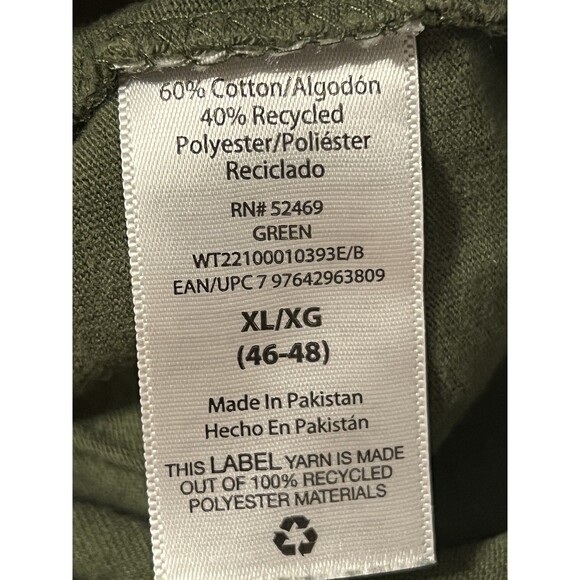 60% Cotton/Algodón
40% Recycled
Polyester/Poliéster
Reciclado
RN# 52469
GREEN
WT22100010393E/B
EAN/UPC 7 97642963809
XL/XG
(46-48)
Made In Pakistan
Hecho En Pakistán
THIS LABEL YARN IS MADE
OUT OF 100% RECYCLED
POLYESTER MATERIALS